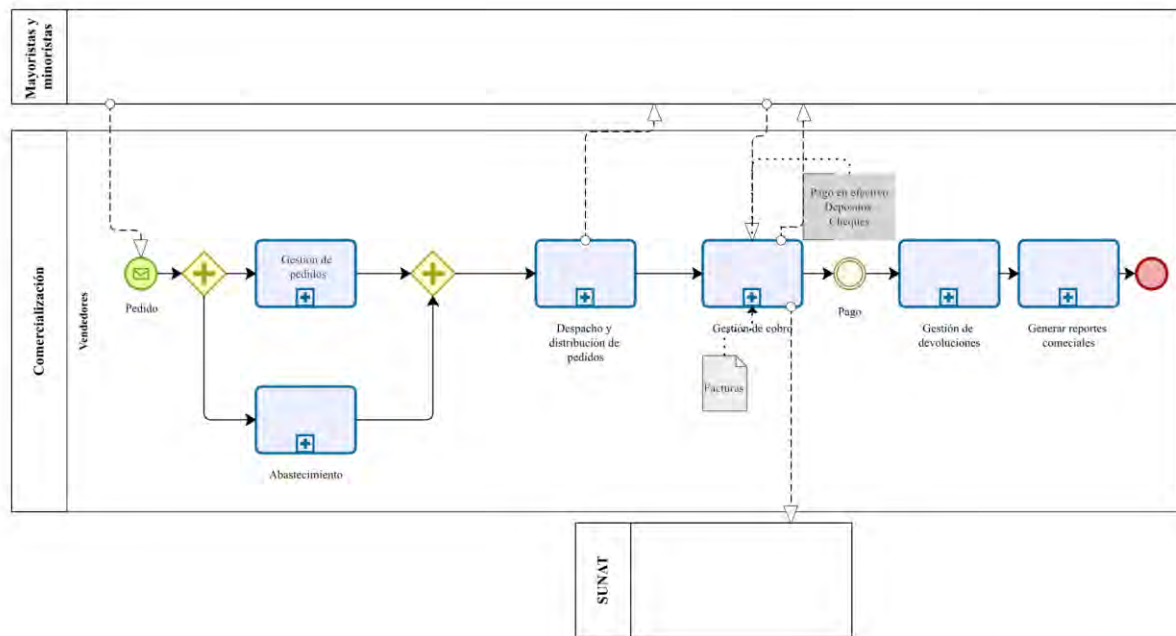 Mayoristas y
minoristas
Comercialización
Vendedores
Pedido
Gestion de
pedidos
Abastecimiento
Despacho y
distribución de
pedidos
Pago en efectivo
Depositos
Cheques
Gestión de cobro
Facturas
Pago
Gestión de
devoluciones
Generar reportes
comeciales
SUNAT